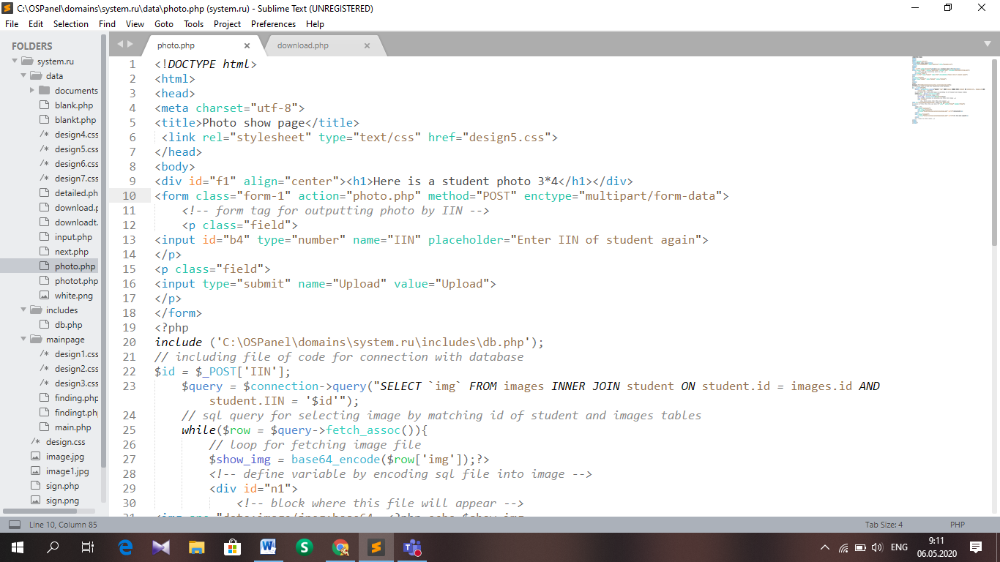 C:\OSPanel\domains\system.ru\data\photo.php (system.ru) - Sublime Text (UNREGISTERED)
File Edit Selection Find View Goto Tools Project Preferences Help
FOLDERS
system.ru
data
documents
blank.php
blankt.php
design4.css
design5.css
design6.css
design7.css
detailed.ph
download.p
downloadt.
input.php
next.php
photo.php
photot.php
white.png
includes
db.php
mainpage
design1.css
design2.css
design3.css
finding.php
findingt.ph
main.php
design.css
image.jpg
image1.jpg
sign.php
sign.png
photo.php download.php
1 <!DOCTYPE html>
2 <html>
3 <head>
4 <meta charset="utf-8">
5 <title>Photo show page</title>
6 <link rel="stylesheet" type="text/css" href="design5.css">
7 </head>
8 <body>
9 <div id="f1" align="center"><h1>Here is a student photo 3*4</h1></div>
10 <form class="form-1" action="photo.php" method="POST" enctype="multipart/form-data">
11 <!-- form tag for outputting photo by IIN -->
12 <p class="field">
13 <input id="b4" type="number" name="IIN" placeholder="Enter IIN of student again">
14 </p>
15 <p class="field">
16 <input type="submit" name="Upload" value="Upload">
17 </p>
18 </form>
19 <?php
20 include ('C:\OSPanel\domains\system.ru\includes\db.php');
21 // including file of code for connection with database
22 $id = $_POST['IIN'];
23 $query = $connection->query("SELECT `img` FROM images INNER JOIN student ON student.id = images.id AND
student.IIN = '$id'");
24 // sql query for selecting image by matching id of student and images tables
25 while($row = $query->fetch_assoc()){
26 // loop for fetching image file
27 $show_img = base64_encode($row['img']);?>
28 <!-- define variable by encoding sql file into image -->
29 <div id="n1">
30 <!-- block where this file will appear -->
Line 10, Column 85
Tab Size: 4
PHP
ENG
9:11
06.05.2020